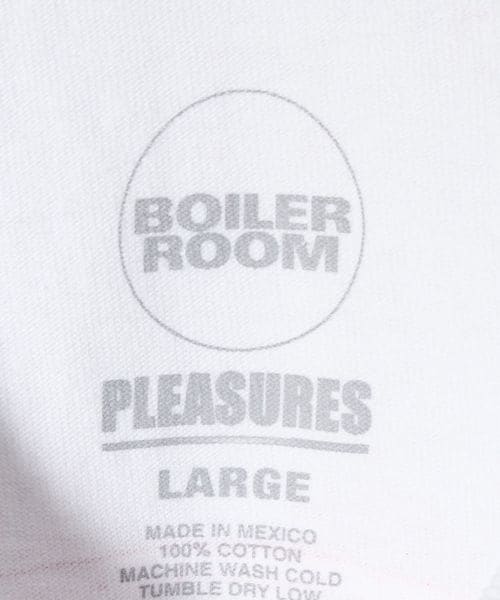 BOILER
ROOM
PLEASURES
LARGE
MADE IN MEXICO
100% COTTON
MACHINE WASH COLD
TUMBLE DRY LOW